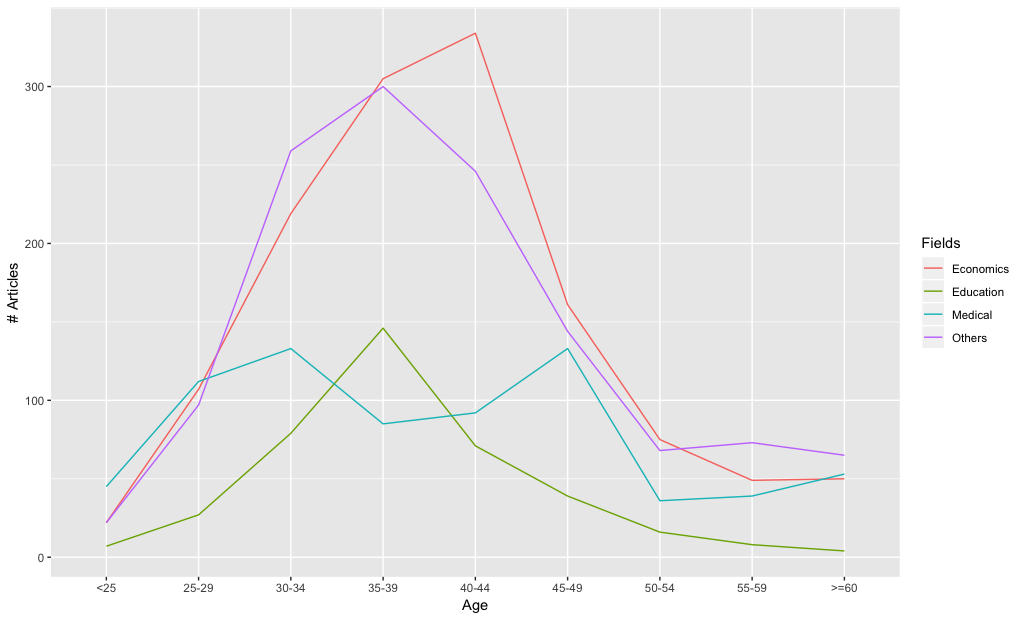 # Articles
300
200
100
0
<25 25-29 30-34 35-39 40-44 45-49 50-54 55-59 >=60
Age
Fields
Economics
Education
Medical
Others